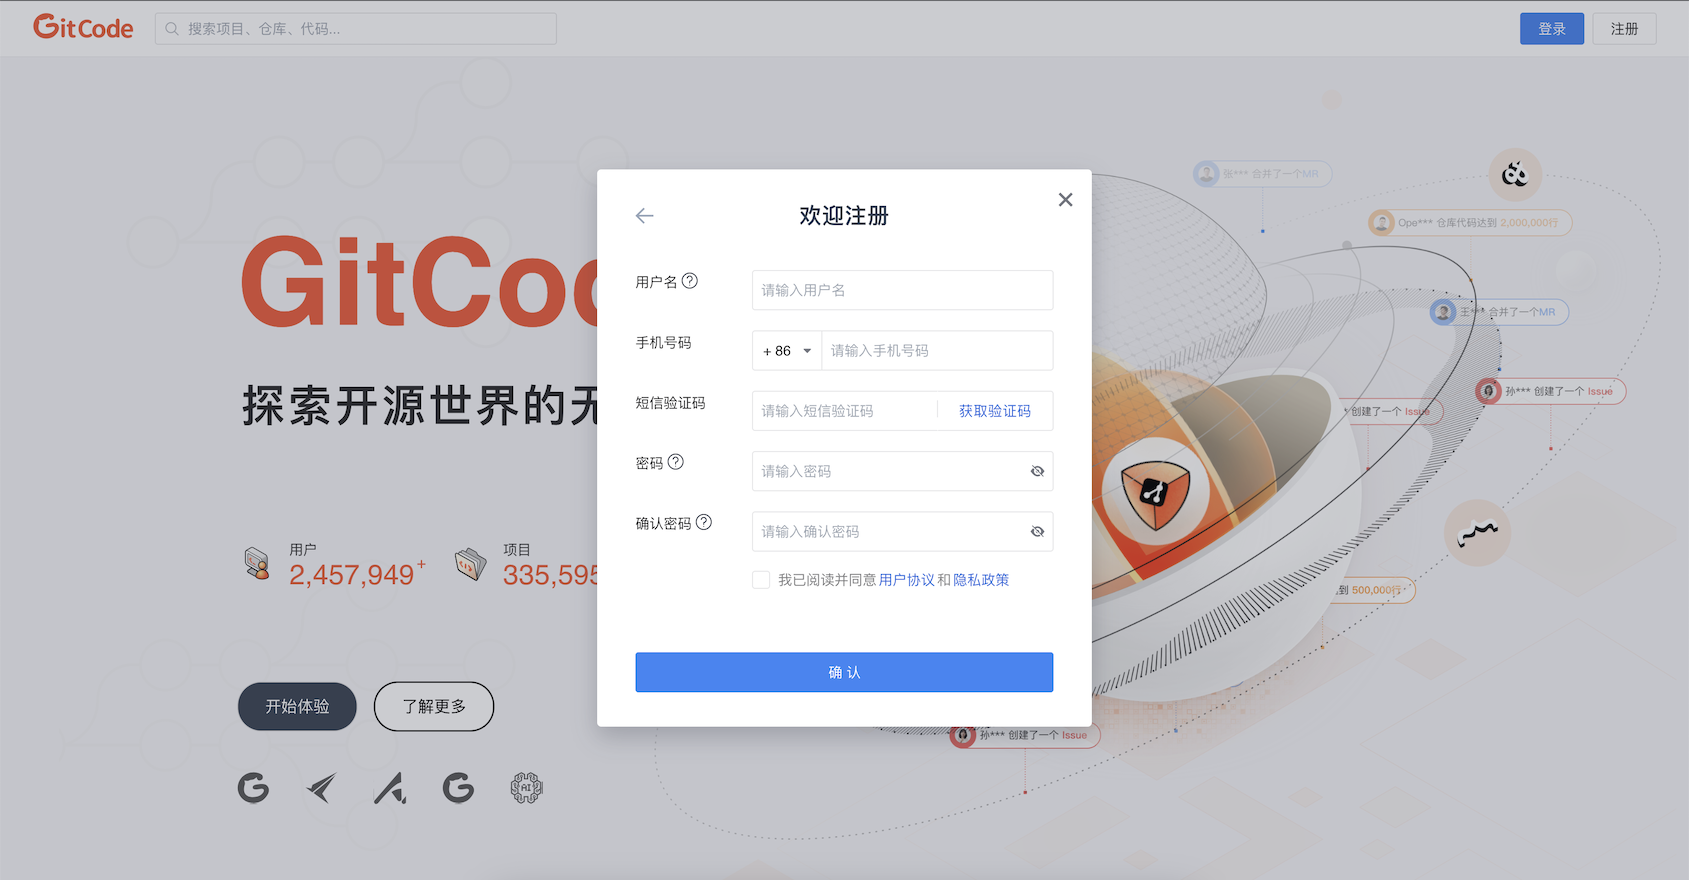 GitCode
搜索项目、仓库、代码...
登录
注册
张*** 合并了一个MR
Ope*** 仓库代码达到 2,000,000行
王*** 合并了一个MR
孙*** 创建了一个 Issue
* 创建了一个 Issue
到 500,000行
孙*** 创建了一个 Issue
GitCo
探索开源世界的无
用户
2,457,949+
项目
335,595
开始体验
了解更多
AI
欢迎注册
用户名 ?
请输入用户名
手机号码
+ 86
请输入手机号码
短信验证码
请输入短信验证码
获取验证码
密码 ?
请输入密码
确认密码 ?
请输入确认密码
我已阅读并同意 用户协议 和 隐私政策
确 认